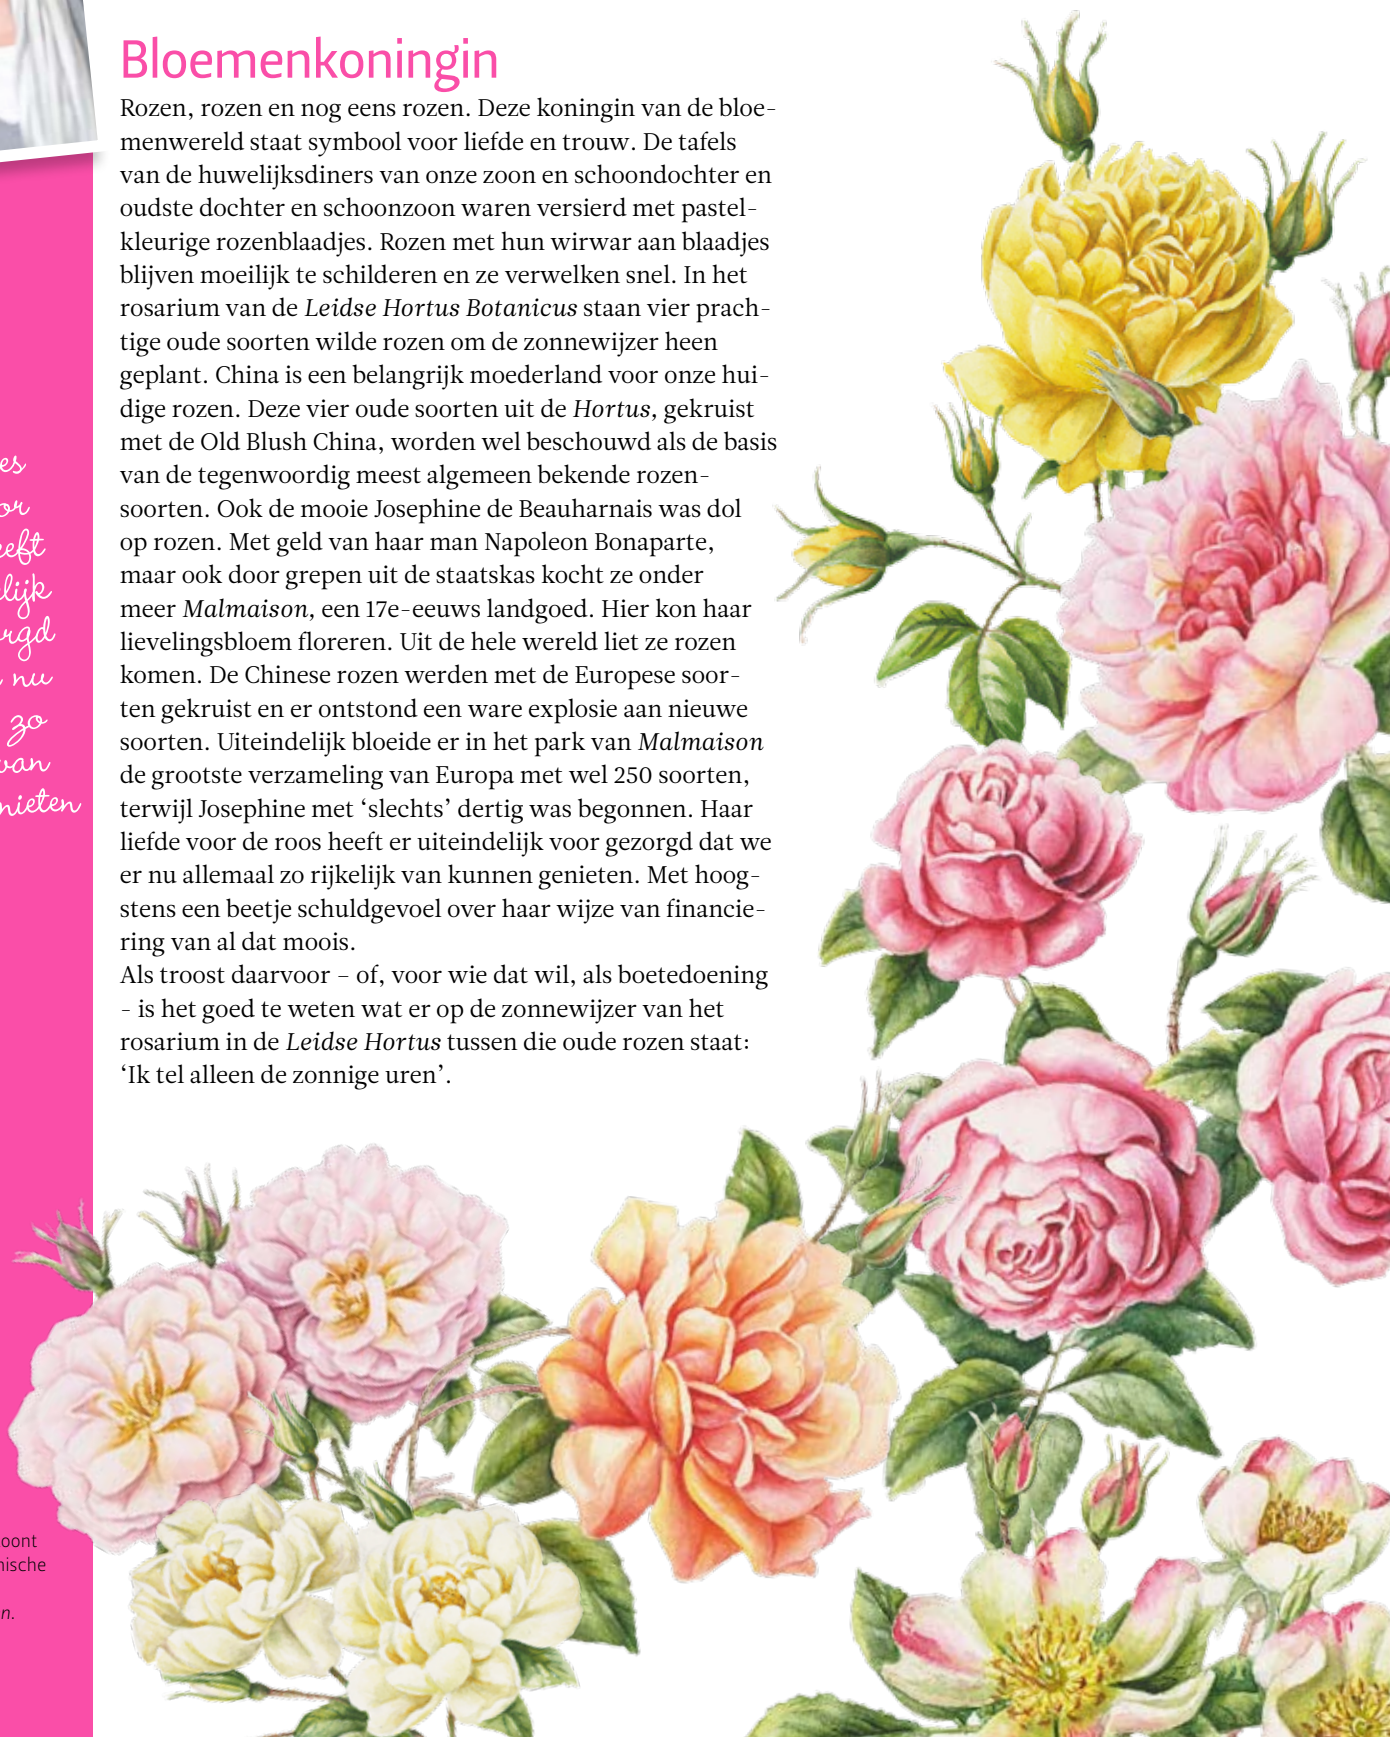 Bloemenkoningin
Rozen, rozen en nog eens rozen. Deze koningin van de bloe-
menwereld staat symbool voor liefde en trouw. De tafels
van de huwelijksdiners van onze zoon en schoondochter en
oudste dochter en schoonzoon waren versierd met pastel-
kleurige rozenblaadjes. Rozen met hun wirwar aan blaadjes
blijven moeilijk te schilderen en ze verwelken snel. In het
rosarium van de Leidse Hortus Botanicus staan vier prach-
tige oude soorten wilde rozen om de zonnewijzer heen
geplant. China is een belangrijk moederland voor onze hui-
dige rozen. Deze vier oude soorten uit de Hortus, gekruist
met de Old Blush China, worden wel beschouwd als de basis
van de tegenwoordig meest algemeen bekende rozen-
soorten. Ook de mooie Josephine de Beauharnais was dol
op rozen. Met geld van haar man Napoleon Bonaparte,
maar ook door grepen uit de staatskas kocht ze onder
meer Malmaison, een 17e-eeuws landgoed. Hier kon haar
lievelingsbloem floreren. Uit de hele wereld liet ze rozen
komen. De Chinese rozen werden met de Europese soor-
ten gekruist en er ontstond een ware explosie aan nieuwe
soorten. Uiteindelijk bloeide er in het park van Malmaison
de grootste verzameling van Europa met wel 250 soorten,
terwijl Josephine met ‘slechts’ dertig was begonnen. Haar
liefde voor de roos heeft er uiteindelijk voor gezorgd dat we
er nu allemaal zo rijkelijk van kunnen genieten. Met hoog-
stens een beetje schuldgevoel over haar wijze van financie-
ring van al dat moois.
Als troost daarvoor – of, voor wie dat wil, als boetedoening
- is het goed te weten wat er op de zonnewijzer van het
rosarium in de Leidse Hortus tussen die oude rozen staat:
‘Ik tel alleen de zonnige uren’.
es
or
eeft
lijk
rgd
nu
zo
van
nieten
oont
nische
n.